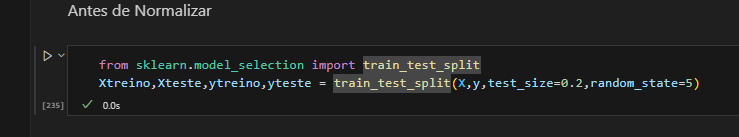 Antes de Normalizar
from sklearn.model_selection import train_test_split
Xtreino,Xteste,ytreino,yteste = train_test_split(X,y,test_size=0.2,random_state=5)
[235]
0.0s